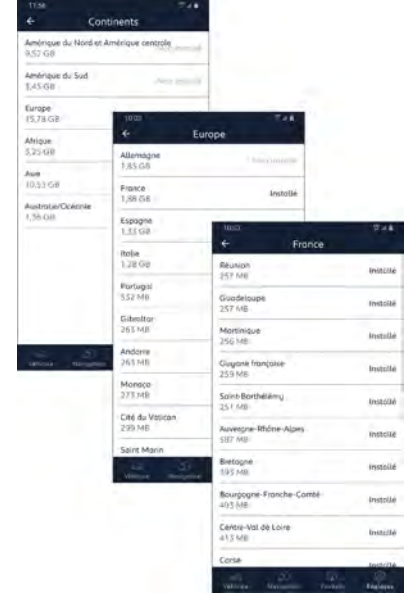 11:56
Continents
Amérique du Nord et Amérique centrale
9,52 GB
Amérique du Sud
3,45 GB
Europe
15,78 GB
Afrique
5,25 GB
Asie
10,53 GB
Australie/Océanie
1,36 GB
Véhicule Navigation
10:03
Europe
Allemagne
1,85 GB
France Installé
1,88 GB
Espagne
1,33 GB
Italie
1,28 GB
Portugal
552 MB
Gibraltar
263 MB
Andorre
263 MB
Monaco
273 MB
Cité du Vatican
299 MB
Saint Marin
Véhicule Navigation
10:03
France
Réunion Installé
257 MB
Guadeloupe Installé
257 MB
Martinique Installé
256 MB
Guyane française Installé
259 MB
Saint-Barthélémy Installé
251 MB
Auvergne-Rhône-Alpes Installé
587 MB
Bretagne Installé
393 MB
Bourgogne-Franche-Comté Installé
403 MB
Centre-Val de Loire Installé
413 MB
Corse Installé
Véhicule Navigation Conduite Réglages